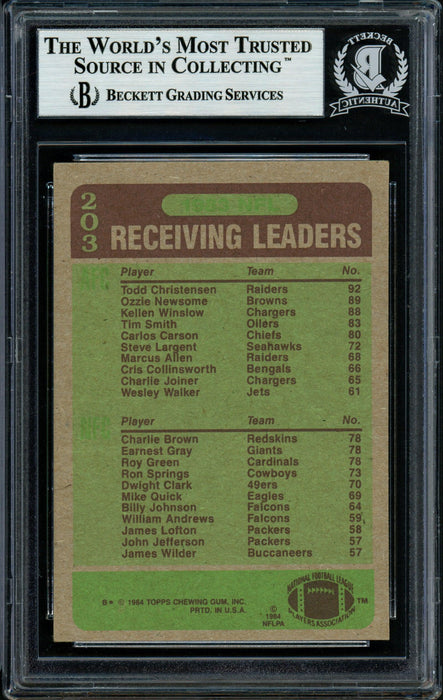 THE WORLD'S MOST TRUSTED
SOURCE IN COLLECTING™
B BECKETT GRADING SERVICES
BECKETT
B
AUTHENTIC
203
1983 NFL
RECEIVING LEADERS
AFC
Player Team No.
Todd Christensen Raiders 92
Ozzie Newsome Browns 89
Kellen Winslow Chargers 88
Tim Smith Oilers 83
Carlos Carson Chiefs 80
Steve Largent Seahawks 72
Marcus Allen Raiders 68
Cris Collinsworth Bengals 66
Charlie Joiner Chargers 65
Wesley Walker Jets 61
NFC
Player Team No.
Charlie Brown Redskins 78
Earnest Gray Giants 78
Roy Green Cardinals 78
Ron Springs Cowboys 73
Dwight Clark 49ers 70
Mike Quick Eagles 69
Billy Johnson Falcons 64
William Andrews Falcons 59
James Lofton Packers 58
John Jefferson Packers 57
James Wilder Buccaneers 57
B* © 1984 TOPPS CHEWING GUM, INC.
PRTD. IN U.S.A.
©
1984
NFLPA
NATIONAL FOOTBALL LEAGUE
PLAYERS ASSOCIATION
TM